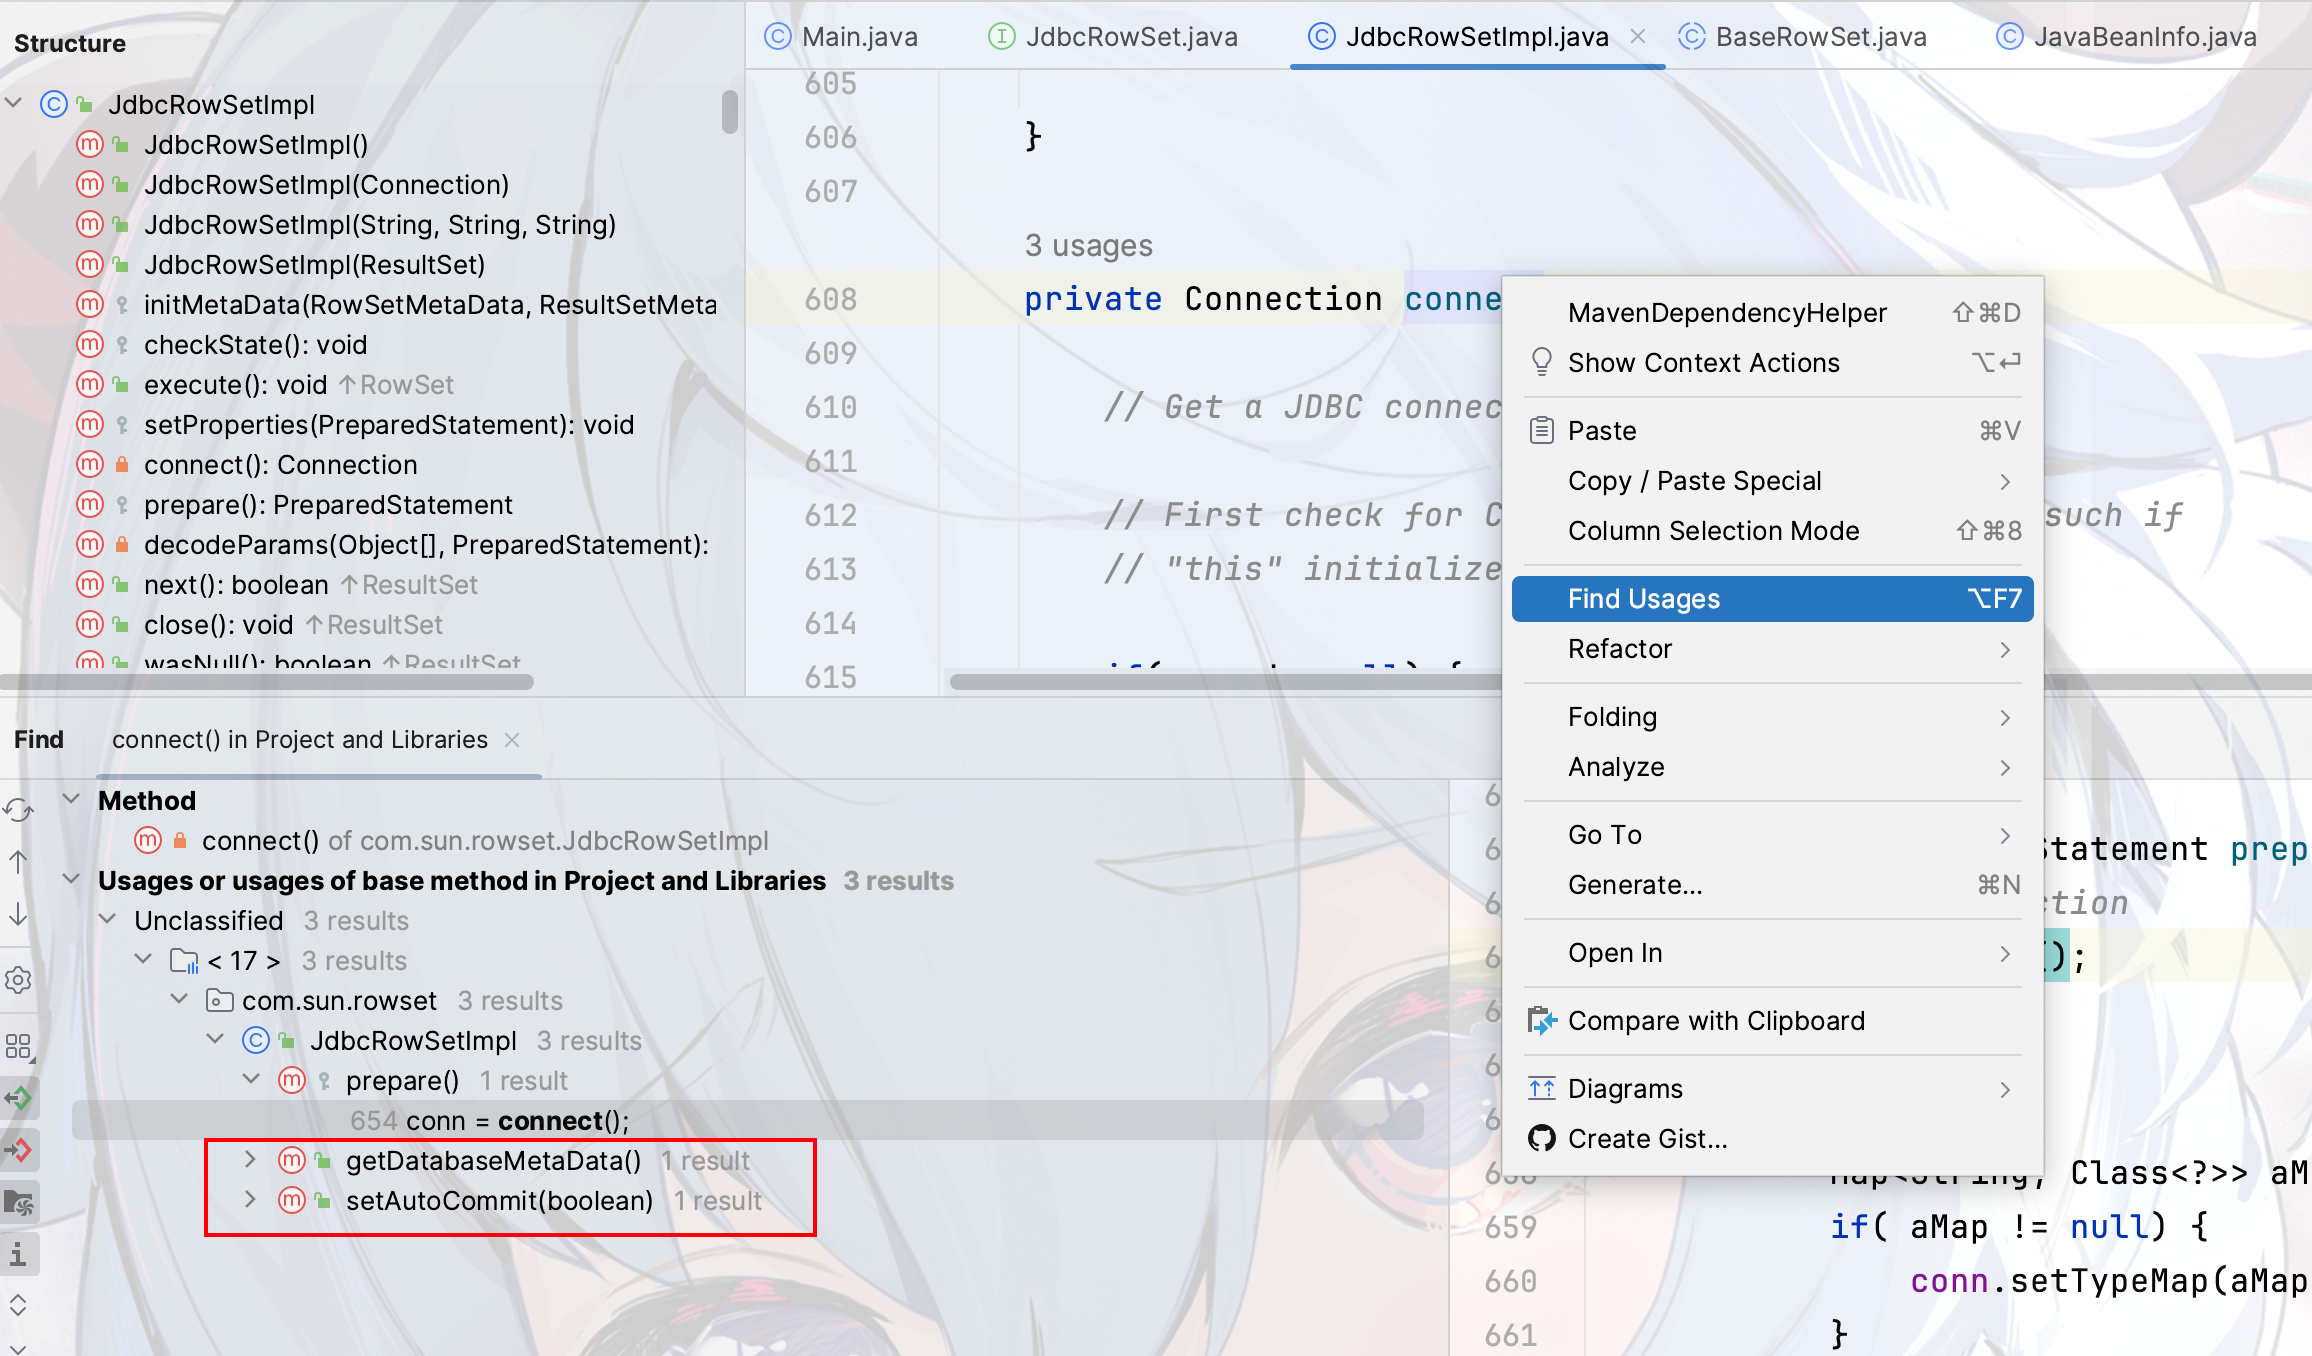 Structure
JdbcRowSetImpl
JdbcRowSetImpl()
JdbcRowSetImpl(Connection)
JdbcRowSetImpl(String, String, String)
JdbcRowSetImpl(ResultSet)
initMetaData(RowSetMetaData, ResultSetMeta
checkState(): void
execute(): void ↑RowSet
setProperties(PreparedStatement): void
connect(): Connection
prepare(): PreparedStatement
decodeParams(Object[], PreparedStatement):
next(): boolean ↑ResultSet
close(): void ↑ResultSet
wasNull(): boolean ↑ResultSet
Main.java
JdbcRowSet.java
JdbcRowSetImpl.java
BaseRowSet.java
JavaBeanInfo.java
605
606 }
607
3 usages
608 private Connection conne
609
610 // Get a JDBC connec
611
612 // First check for C such if
613 // "this" initialize
614
615
MavenDependencyHelper ⇧⌘D
Show Context Actions ⌥↩
Paste ⌘V
Copy / Paste Special
Column Selection Mode ⇧⌘8
Find Usages ⌥F7
Refactor
Folding
Analyze
Go To
Generate... ⌘N
Open In
Compare with Clipboard
Diagrams
Create Gist...
Find
connect() in Project and Libraries
Method
connect() of com.sun.rowset.JdbcRowSetImpl
Usages or usages of base method in Project and Libraries 3 results
Unclassified 3 results
< 17 > 3 results
com.sun.rowset 3 results
JdbcRowSetImpl 3 results
prepare() 1 result
654 conn = connect();
getDatabaseMetaData() 1 result
setAutoCommit(boolean) 1 result
Statement prep
ction
();
Class<?>> aM
659 if( aMap != null) {
660 conn.setTypeMap(aMap
661 }